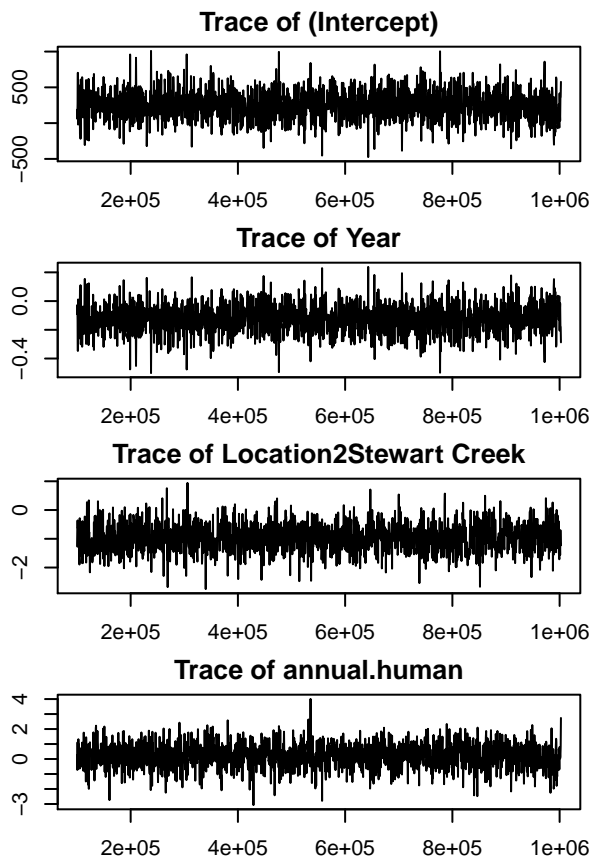 Trace of (Intercept)
500
−500
2e+05 4e+05 6e+05 8e+05 1e+06
Trace of Year
0.0
−0.4
2e+05 4e+05 6e+05 8e+05 1e+06
Trace of Location2Stewart Creek
0
−2
2e+05 4e+05 6e+05 8e+05 1e+06
Trace of annual.human
4
2
0
−3
2e+05 4e+05 6e+05 8e+05 1e+06